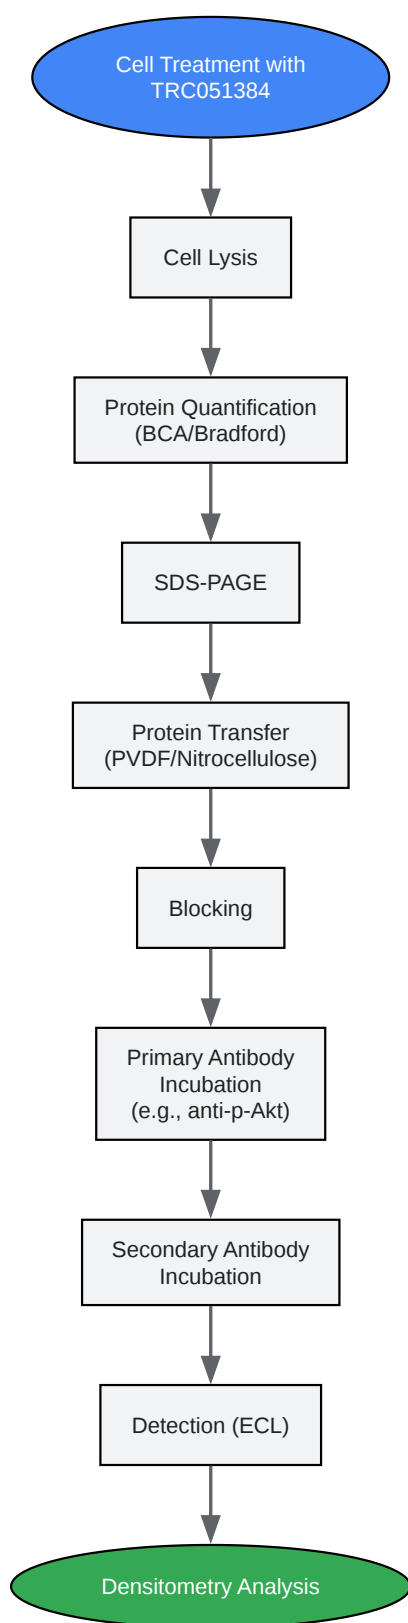 Cell Treatment with
TRC051384
Cell Lysis
Protein Quantification
(BCA/Bradford)
SDS-PAGE
Protein Transfer
(PVDF/Nitrocellulose)
Blocking
Primary Antibody
Incubation
(e.g., anti-p-Akt)
Secondary Antibody
Incubation
Detection (ECL)
Densitometry Analysis